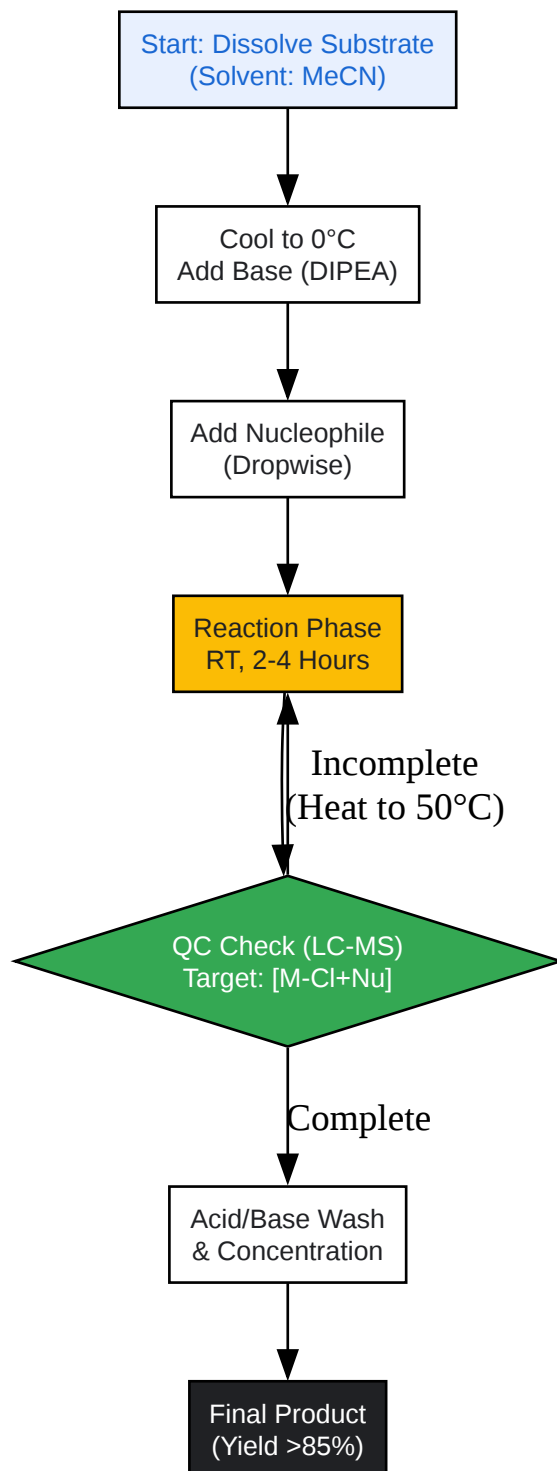 Start: Dissolve Substrate
(Solvent: MeCN)
Cool to 0°C
Add Base (DIPEA)
Add Nucleophile
(Dropwise)
Reaction Phase
RT, 2-4 Hours
Incomplete
(Heat to 50°C)
QC Check (LC-MS)
Target: [M-Cl+Nu]
Complete
Acid/Base Wash
& Concentration
Final Product
(Yield >85%)